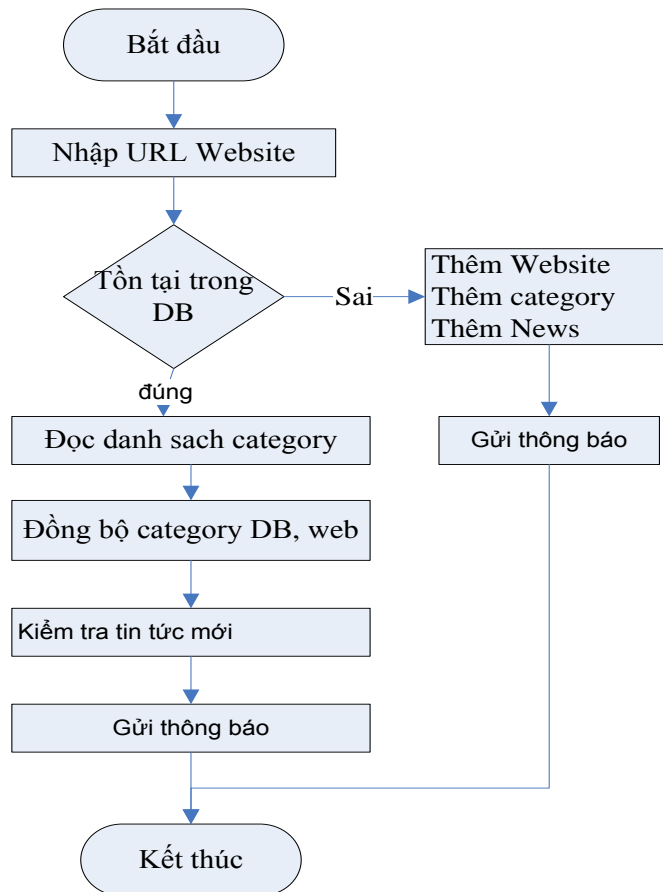 Bắt đầu
Nhập URL Website
Tồn tại trong
DB
Sai
Thêm Website
Thêm category
Thêm News
đúng
Đọc danh sach category
Gửi thông báo
Đồng bộ category DB, web
Kiểm tra tin tức mới
Gửi thông báo
Kết thúc